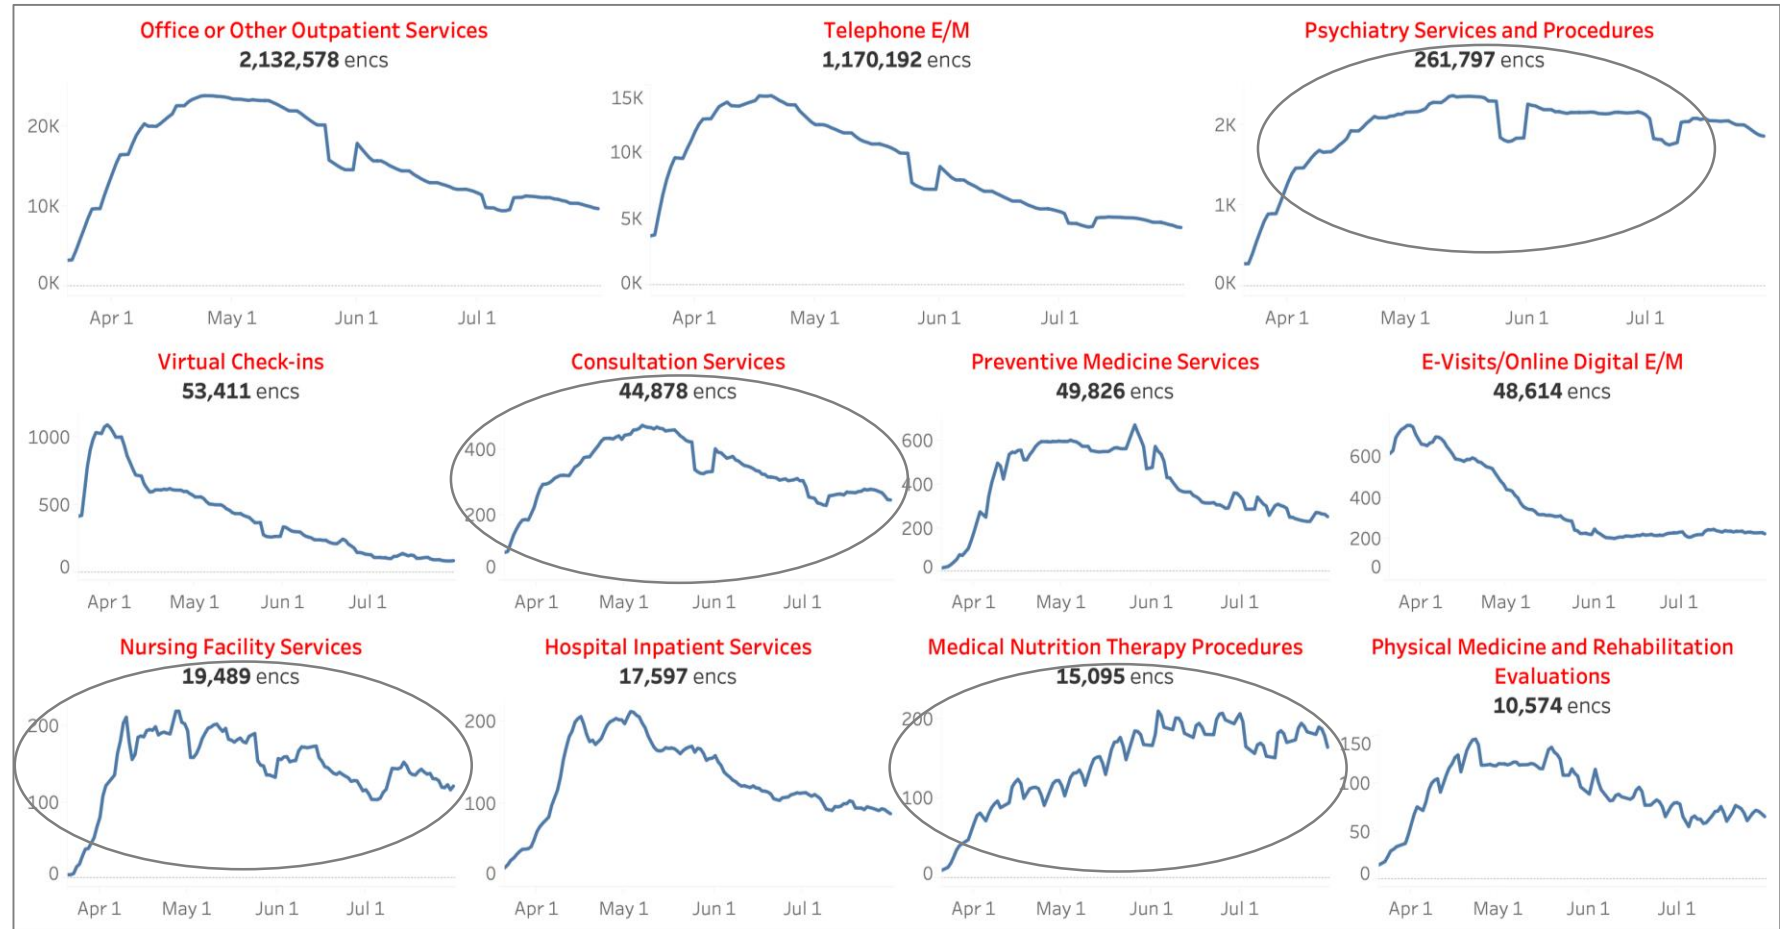 Office or Other Outpatient Services
2,132,578 encs
20K
10K
0K
Apr 1 May 1 Jun 1 Jul 1
Telephone E/M
1,170,192 encs
15K
10K
5K
0K
Apr 1 May 1 Jun 1 Jul 1
Psychiatry Services and Procedures
261,797 encs
2K
1K
0K
Apr 1 May 1 Jun 1 Jul 1
Virtual Check-ins
53,411 encs
1000
500
0
Apr 1 May 1 Jun 1 Jul 1
Consultation Services
44,878 encs
400
200
0
Apr 1 May 1 Jun 1 Jul 1
Preventive Medicine Services
49,826 encs
600
400
200
0
Apr 1 May 1 Jun 1 Jul 1
E-Visits/Online Digital E/M
48,614 encs
600
400
200
0
Apr 1 May 1 Jun 1 Jul 1
Nursing Facility Services
19,489 encs
200
100
0
Apr 1 May 1 Jun 1 Jul 1
Hospital Inpatient Services
17,597 encs
200
100
0
Apr 1 May 1 Jun 1 Jul 1
Medical Nutrition Therapy Procedures
15,095 encs
200
100
0
Apr 1 May 1 Jun 1 Jul 1
Physical Medicine and Rehabilitation
Evaluations
10,574 encs
150
100
50
0
Apr 1 May 1 Jun 1 Jul 1